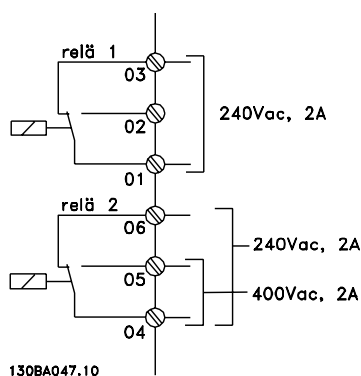 relä 1
03
02
240Vac, 2A
01
relä 2
06
240Vac, 2A
05
400Vac, 2A
04
130BA047.10